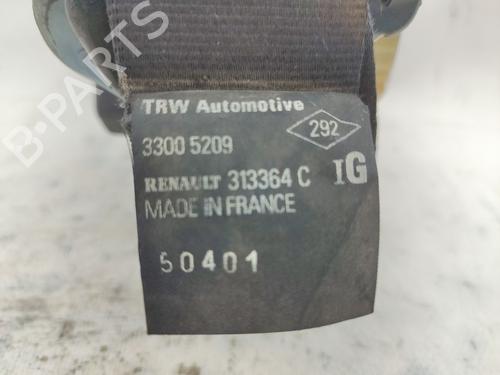 TRW Automotive
292
3300 5209
RENAULT 313364 C IG
MADE IN FRANCE
50401
B-PARTS